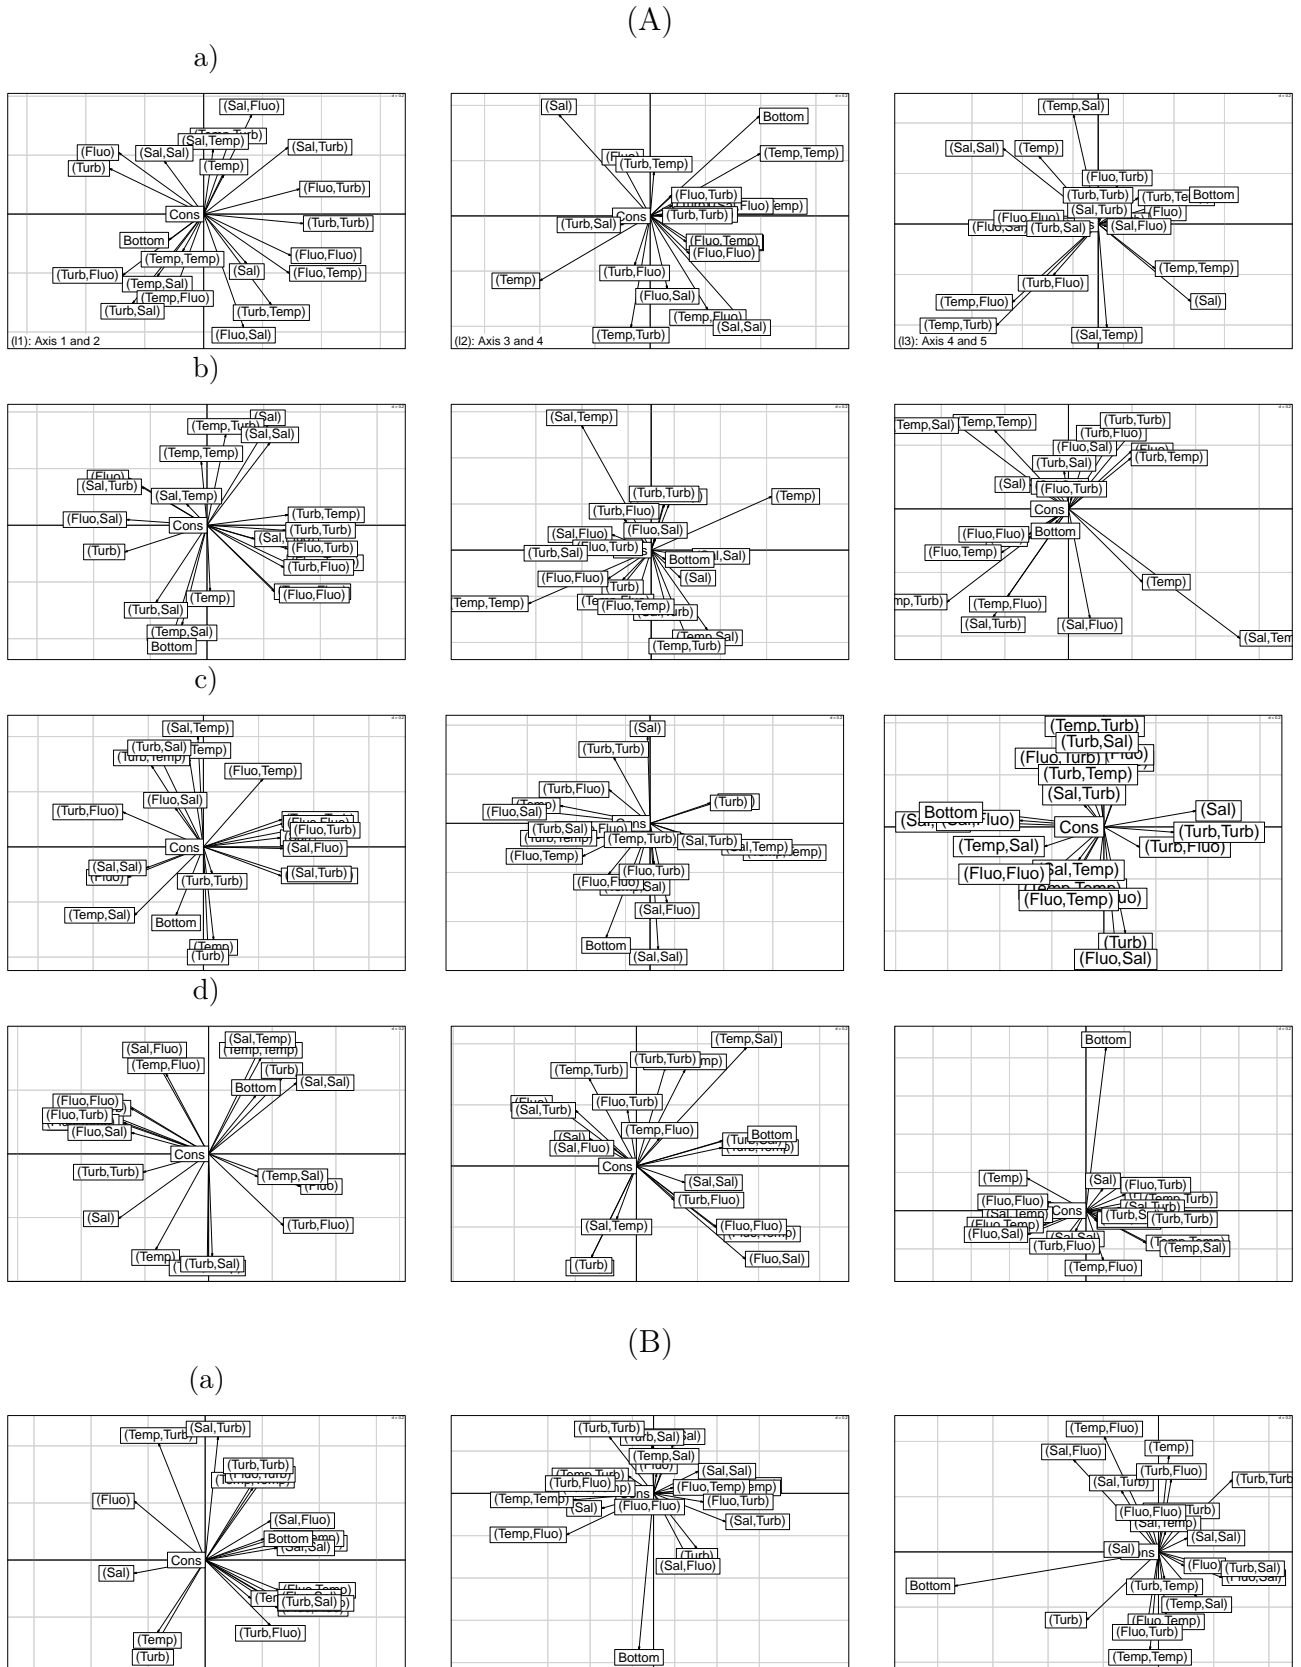 (A)
a)
(Sal,Fluo)
(Sal,Temp)
(Fluo)
(Sal,Sal)
(Sal,Turb)
(Turb)
(Temp)
(Fluo,Turb)
Cons
(Turb,Turb)
Bottom
(Temp,Temp)
(Fluo,Fluo)
(Turb,Fluo)
(Sal)
(Fluo,Temp)
(Temp,Sal)
(Temp,Fluo)
(Turb,Sal)
(Turb,Temp)
(Fluo,Sal)
(l1): Axis 1 and 2
(Sal)
Bottom
(Temp,Temp)
(Turb,Temp)
(Fluo,Turb)
(Turb,Turb)
Cons
(Turb,Sal)
(Fluo,Temp)
(Fluo,Fluo)
(Turb,Fluo)
(Temp)
(Fluo,Sal)
(Temp,Fluo)
(Sal,Sal)
(Temp,Turb)
(l2): Axis 3 and 4
(Temp,Sal)
(Sal,Sal)
(Temp)
(Fluo,Turb)
(Turb,Turb)
Bottom
(Sal,Turb)
(Fluo)
(Turb,Sal)
(Sal,Fluo)
(Temp,Temp)
(Turb,Fluo)
(Temp,Fluo)
(Sal)
(Temp,Turb)
(Sal,Temp)
(l3): Axis 4 and 5
b)
(Sal)
(Temp,Turb)
(Sal,Sal)
(Temp,Temp)
(Fluo)
(Sal,Turb)
(Sal,Temp)
(Fluo,Sal)
(Turb,Temp)
Cons
(Turb,Turb)
(Turb)
(Fluo,Turb)
(Turb,Fluo)
(Fluo,Fluo)
(Temp)
(Turb,Sal)
(Temp,Sal)
Bottom
(Sal,Temp)
(Turb,Turb)
(Temp)
(Turb,Fluo)
(Sal,Fluo)
(Fluo,Sal)
(Fluo,Turb)
(Turb,Sal)
Bottom
(Fluo,Fluo)
(Sal)
(Turb)
Temp,Temp)
(Fluo,Temp)
(Temp,Sal)
(Temp,Turb)
Temp,Sal)
(Temp,Temp)
(Turb,Turb)
(Turb,Fluo)
(Fluo,Sal)
(Turb,Temp)
(Turb,Sal)
(Sal)
(Fluo,Turb)
Cons
Bottom
(Fluo,Fluo)
(Fluo,Temp)
(Temp)
(Temp,Fluo)
(Sal,Turb)
(Sal,Fluo)
c)
(Sal,Temp)
(Turb,Sal)
(Turb,Temp)
(Fluo,Temp)
(Fluo,Sal)
(Turb,Fluo)
(Fluo,Turb)
Cons
(Sal,Fluo)
(Sal,Sal)
(Fluo)
(Sal,Turb)
(Turb,Turb)
(Temp,Sal)
Bottom
(Temp)
(Turb)
(Sal)
(Turb,Turb)
(Turb,Fluo)
(Temp)
(Turb)
(Fluo,Sal)
(Turb,Sal)
(Temp,Turb)
(Sal,Turb)
(Sal,Temp)
(Fluo,Temp)
(Fluo,Turb)
(Fluo,Fluo)
(Sal,Fluo)
Bottom
(Sal,Sal)
(Temp,Turb)
(Turb,Sal)
(Fluo,Turb)
(Turb,Temp)
(Sal,Turb)
Bottom
(Sal)
Cons
(Turb,Turb)
(Temp,Sal)
(Turb,Fluo)
(Sal,Temp)
(Fluo,Fluo)
(Fluo,Temp)
(Turb)
(Fluo,Sal)
d)
(Sal,Temp)
(Sal,Fluo)
(Temp,Temp)
(Temp,Fluo)
(Turb)
(Sal,Sal)
Bottom
(Fluo,Fluo)
(Fluo,Turb)
(Fluo,Sal)
Cons
(Turb,Turb)
(Temp,Sal)
(Fluo)
(Sal)
(Turb,Fluo)
(Temp)
(Turb,Sal)
(Temp,Sal)
(Turb,Turb)
(Temp,Turb)
(Fluo,Turb)
(Sal,Turb)
(Temp,Fluo)
Bottom
(Sal)
(Sal,Fluo)
(Turb,Temp)
Cons
(Sal,Sal)
(Turb,Fluo)
(Sal,Temp)
(Fluo,Fluo)
(Fluo,Sal)
(Turb)
Bottom
(Temp)
(Sal)
(Fluo,Turb)
(Fluo,Fluo)
Cons
(Turb,Turb)
(Fluo,Sal)
(Turb,Fluo)
(Temp,Sal)
(Temp,Fluo)
(B)
(a)
(Sal,Turb)
(Temp,Turb)
(Turb,Turb)
(Fluo)
(Sal,Fluo)
Bottom
Cons
(Sal)
(Turb,Sal)
(Turb,Fluo)
(Temp)
(Turb)
(Turb,Turb)
(Turb,Sal)
(Temp,Sal)
(Sal,Sal)
(Turb,Fluo)
(Fluo,Temp)
(Temp,Temp)
(Fluo,Turb)
(Sal)
(Fluo,Fluo)
(Sal,Turb)
(Temp,Fluo)
(Turb)
(Sal,Fluo)
Bottom
(Temp,Fluo)
(Sal,Fluo)
(Temp)
(Turb,Fluo)
(Sal,Turb)
(Turb,Turb
(Fluo,Fluo)
(Sal,Temp)
(Sal,Sal)
(Sal)
(Fluo)
(Turb,Sal)
Bottom
(Turb,Temp)
(Temp,Sal)
(Turb)
(Fluo,Temp)
(Fluo,Turb)
(Temp,Temp)